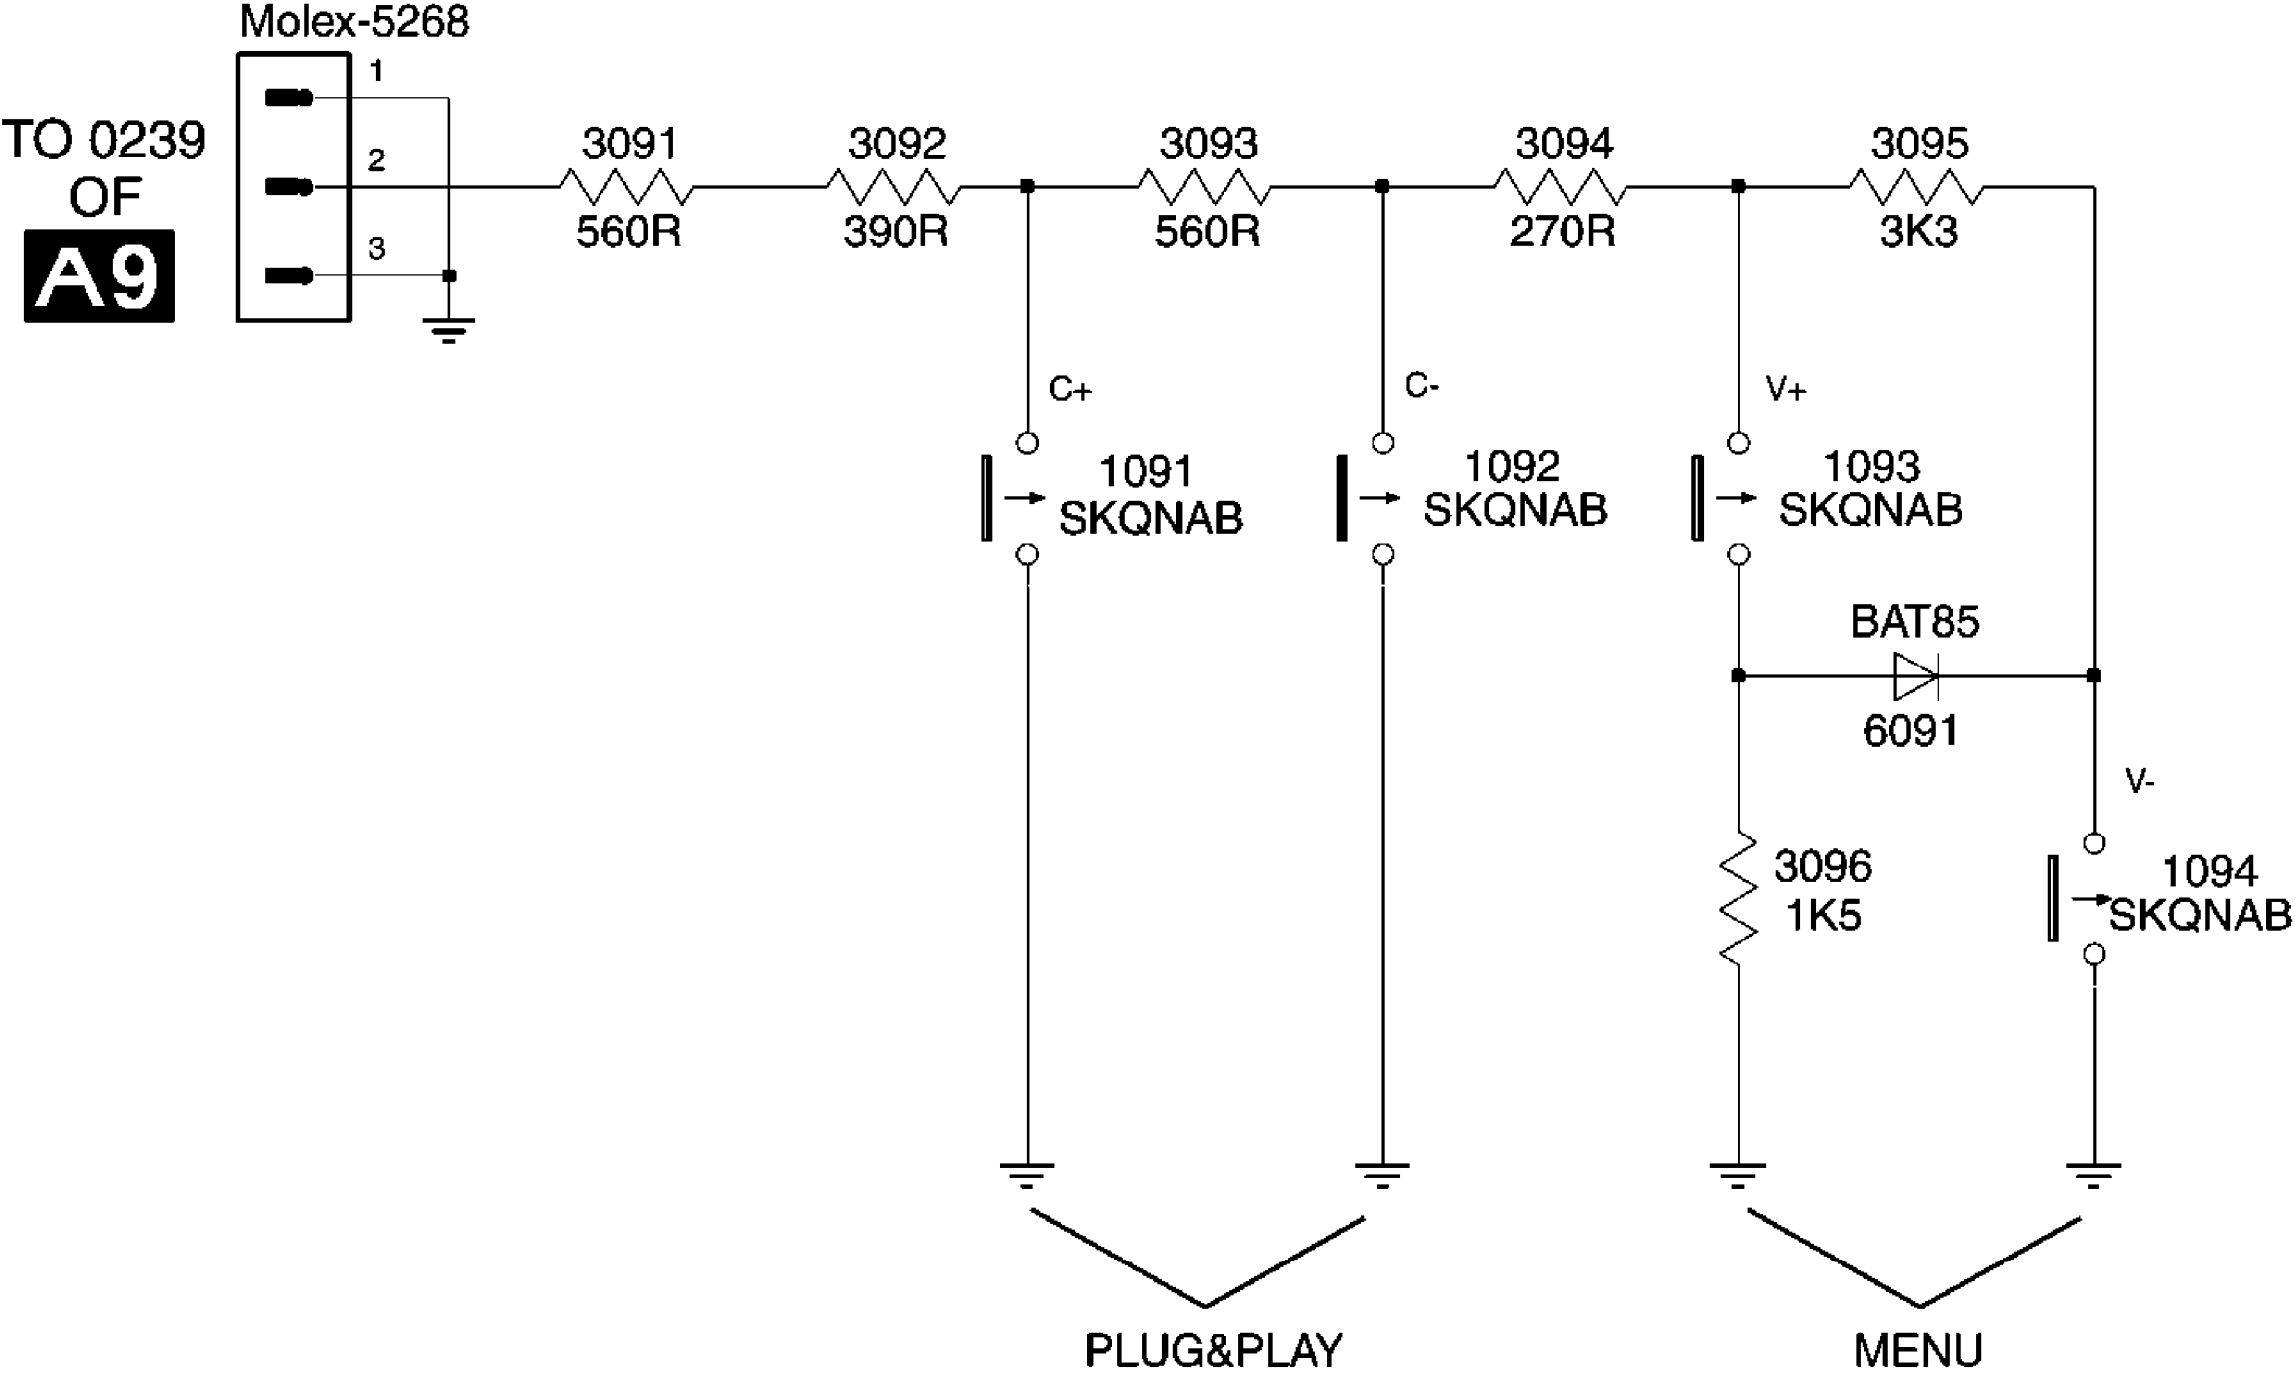 Molex-5268
1
TO 0239
OF
A9
2
3
3091
560R
3092
390R
3093
560R
3094
270R
3095
3K3
C+
1091
SKQNAB
C-
1092
SKQNAB
V+
1093
SKQNAB
BAT85
6091
V-
3096
1K5
1094
SKQNAB
PLUG&PLAY
MENU